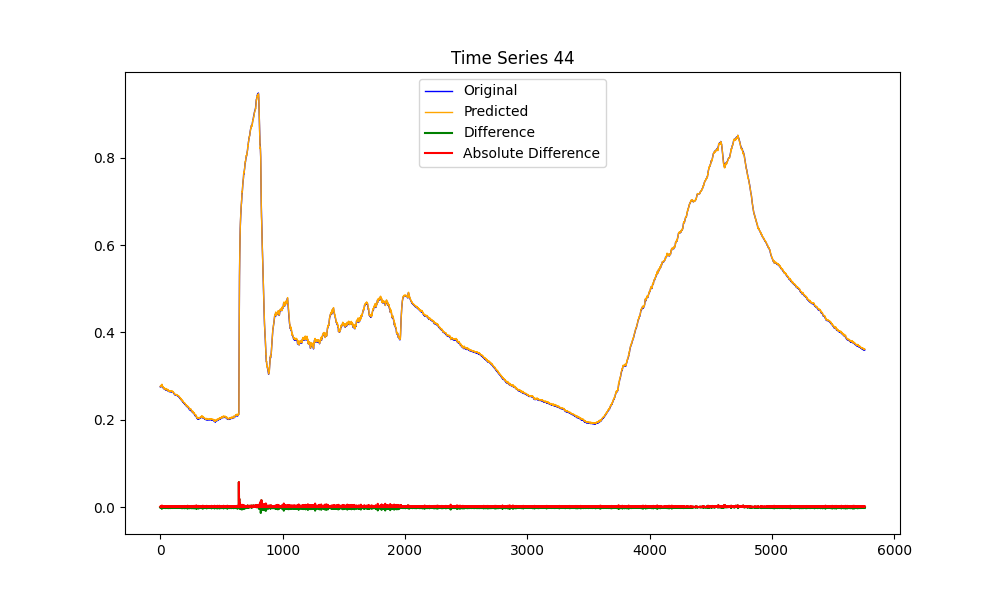 Time Series 44
Original
Predicted
Difference
Absolute Difference
0.8
0.6
0.4
0.2
0.0
0 1000 2000 3000 4000 5000 6000